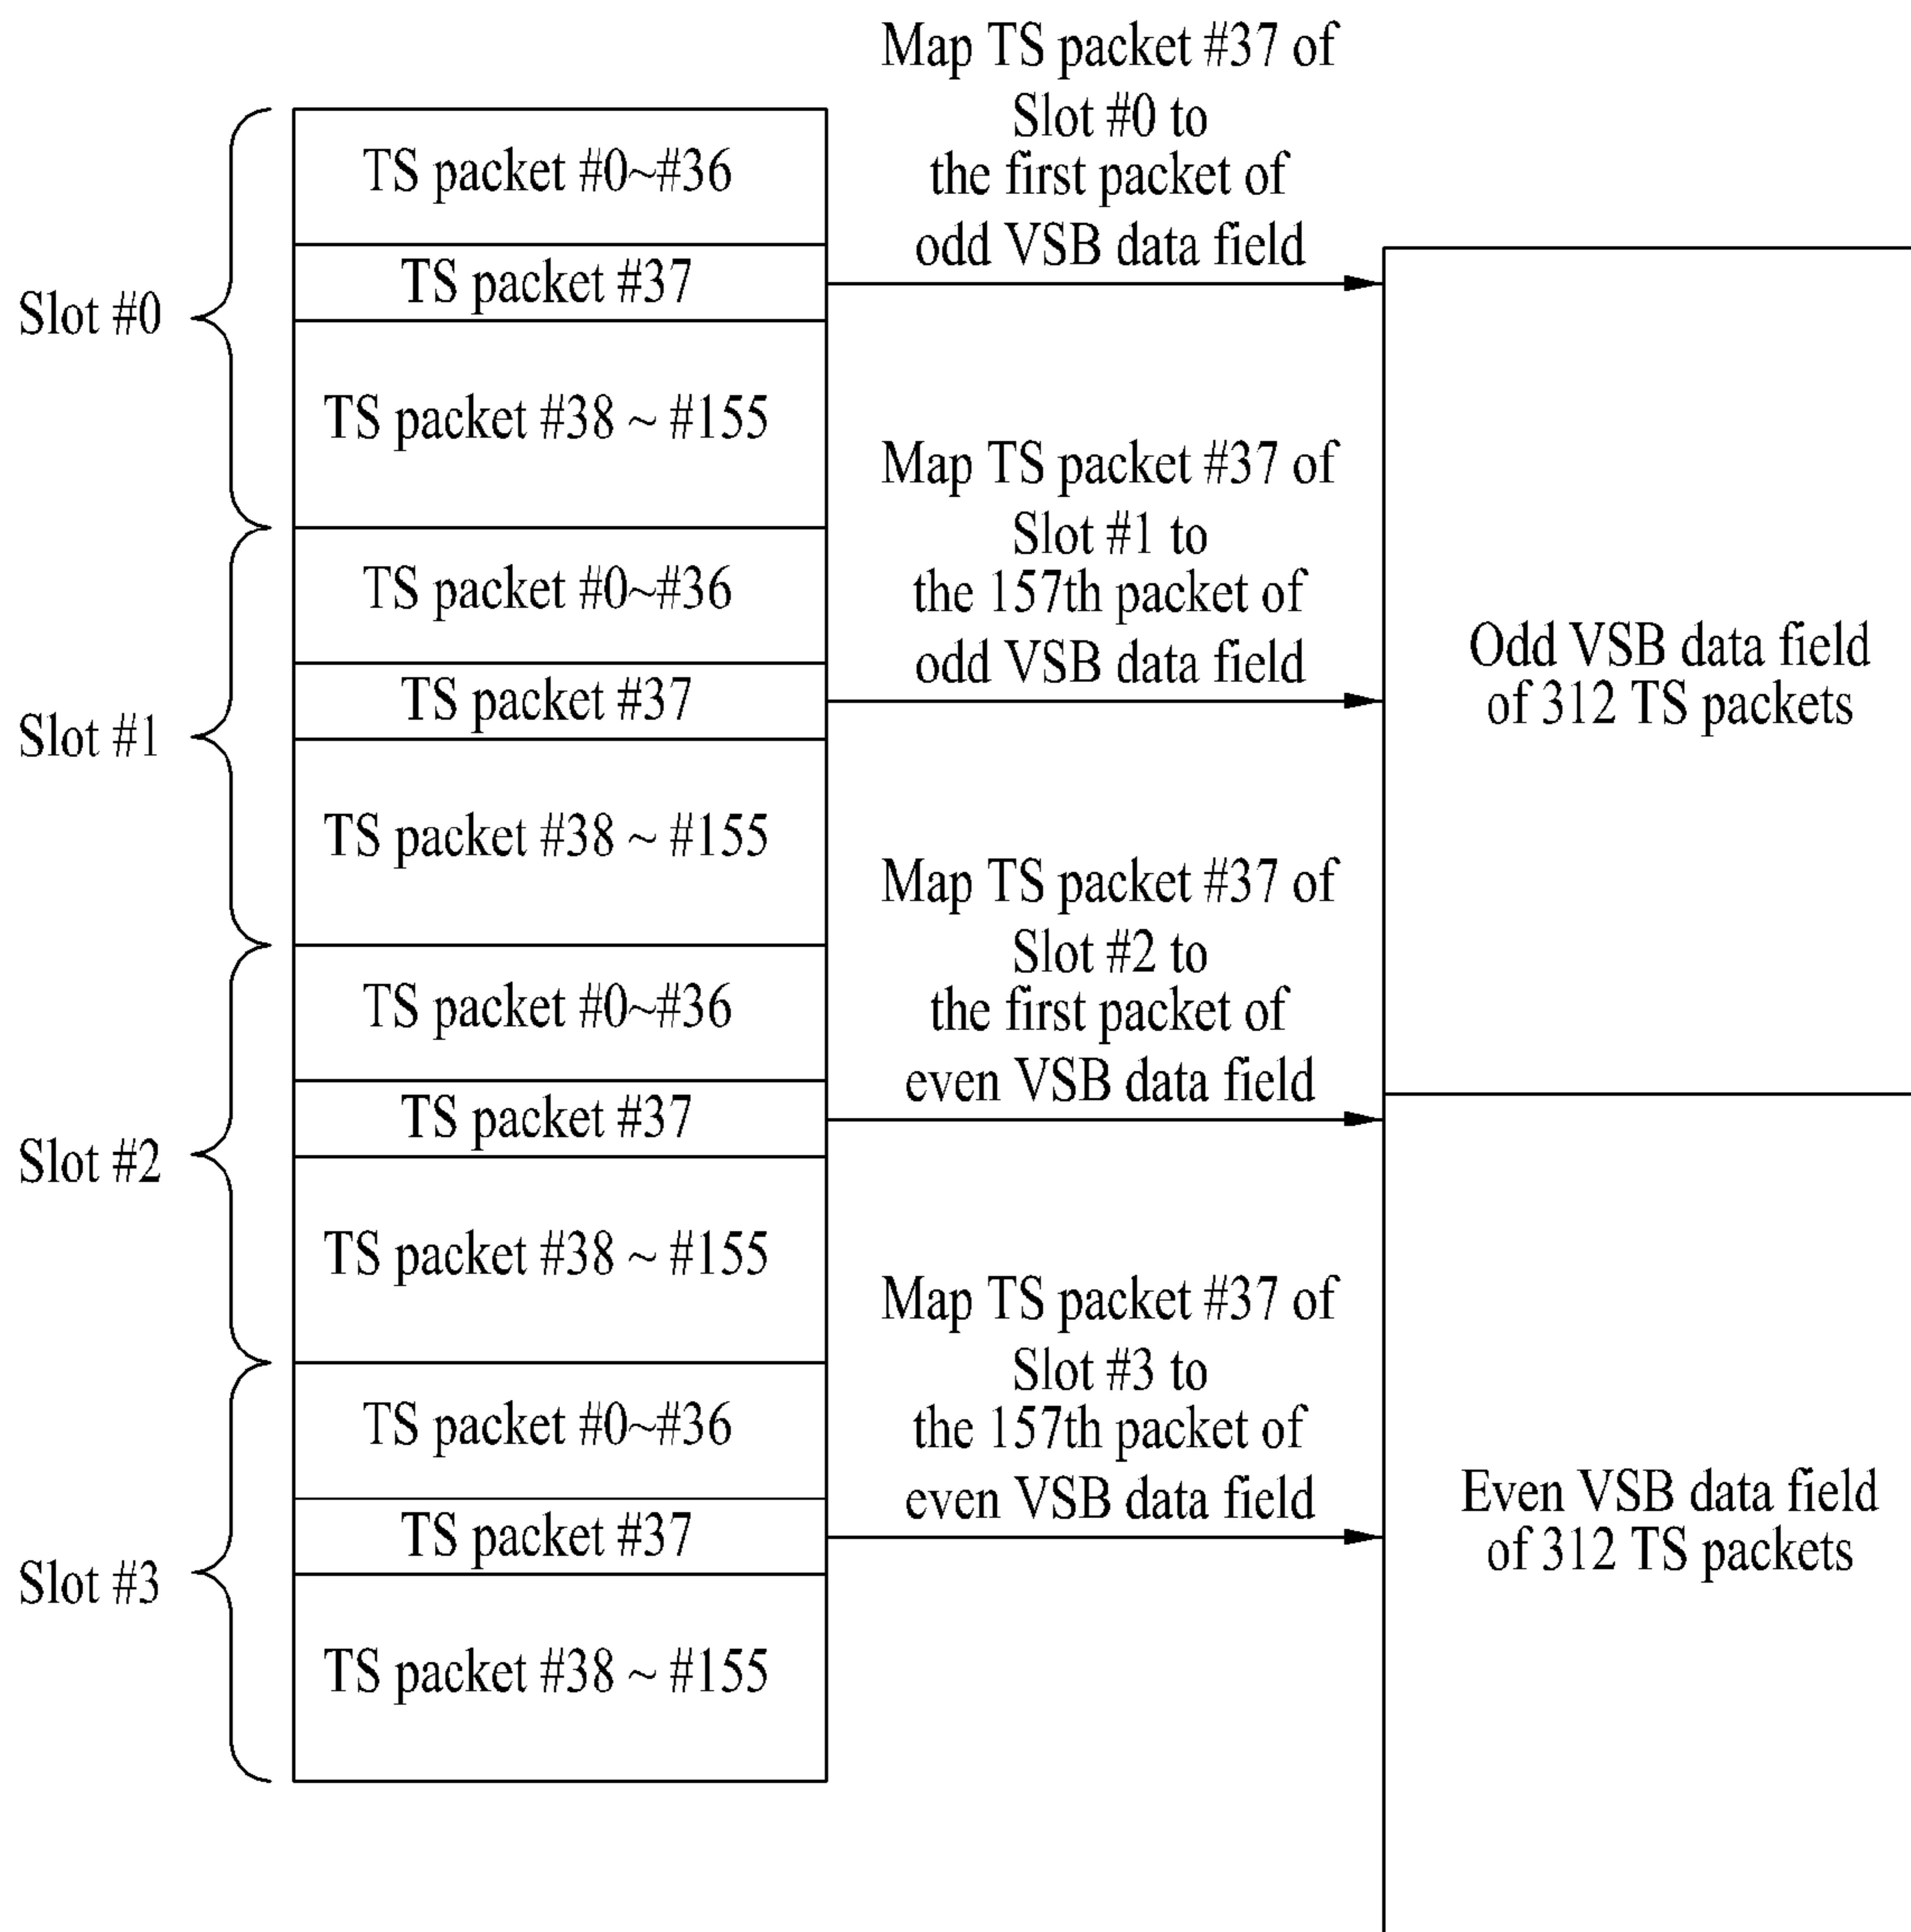 Slot #0
TS packet #0~#36
TS packet #37
TS packet #38 ~ #155
Map TS packet #37 of
Slot #0 to
the first packet of
odd VSB data field
Slot #1
TS packet #0~#36
TS packet #37
TS packet #38 ~ #155
Map TS packet #37 of
Slot #1 to
the 157th packet of
odd VSB data field
Odd VSB data field
of 312 TS packets
Slot #2
TS packet #0~#36
TS packet #37
TS packet #38 ~ #155
Map TS packet #37 of
Slot #2 to
the first packet of
even VSB data field
Slot #3
TS packet #0~#36
TS packet #37
TS packet #38 ~ #155
Map TS packet #37 of
Slot #3 to
the 157th packet of
even VSB data field
Even VSB data field
of 312 TS packets